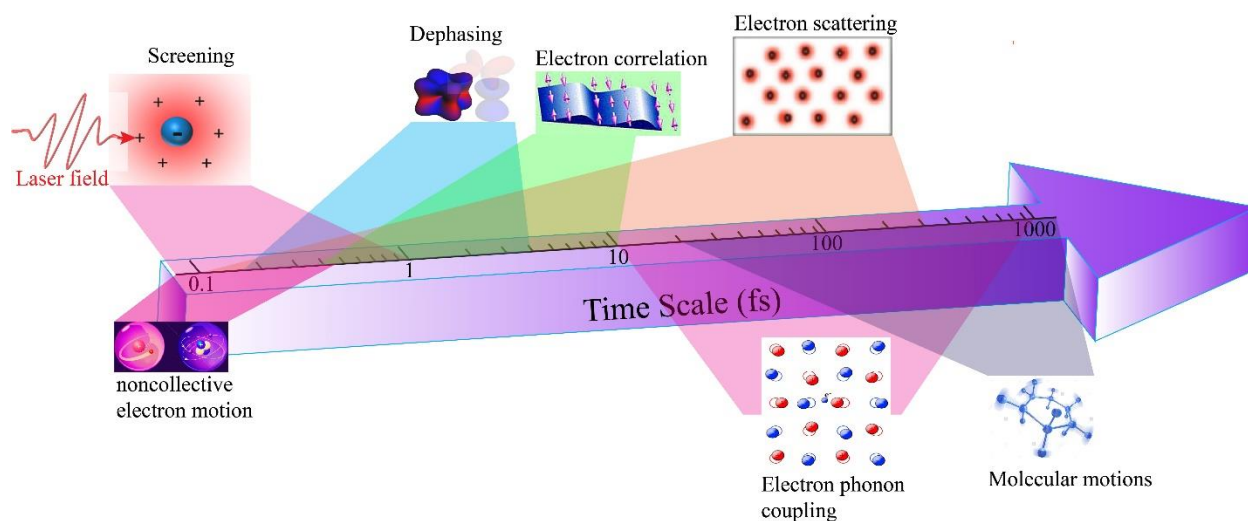 Electron scattering
Dephasing
Screening
Electron correlation
Laser field
0.1
1
10
100
1000
Time Scale (fs)
noncollective
electron motion
Electron phonon
coupling
Molecular motions